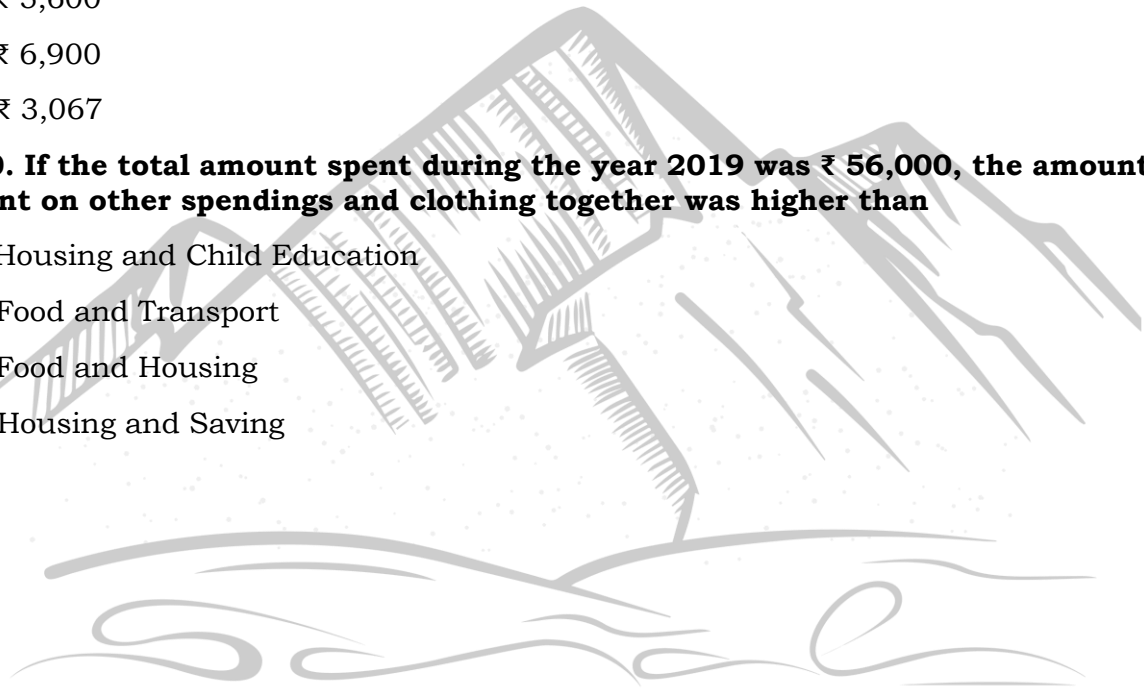 ₹ 6,900
₹ 3,067
. If the total amount spent during the year 2019 was ₹ 56,000, the amount
nt on other spendings and clothing together was higher than
Housing and Child Education
Food and Transport
Food and Housing
Housing and Saving